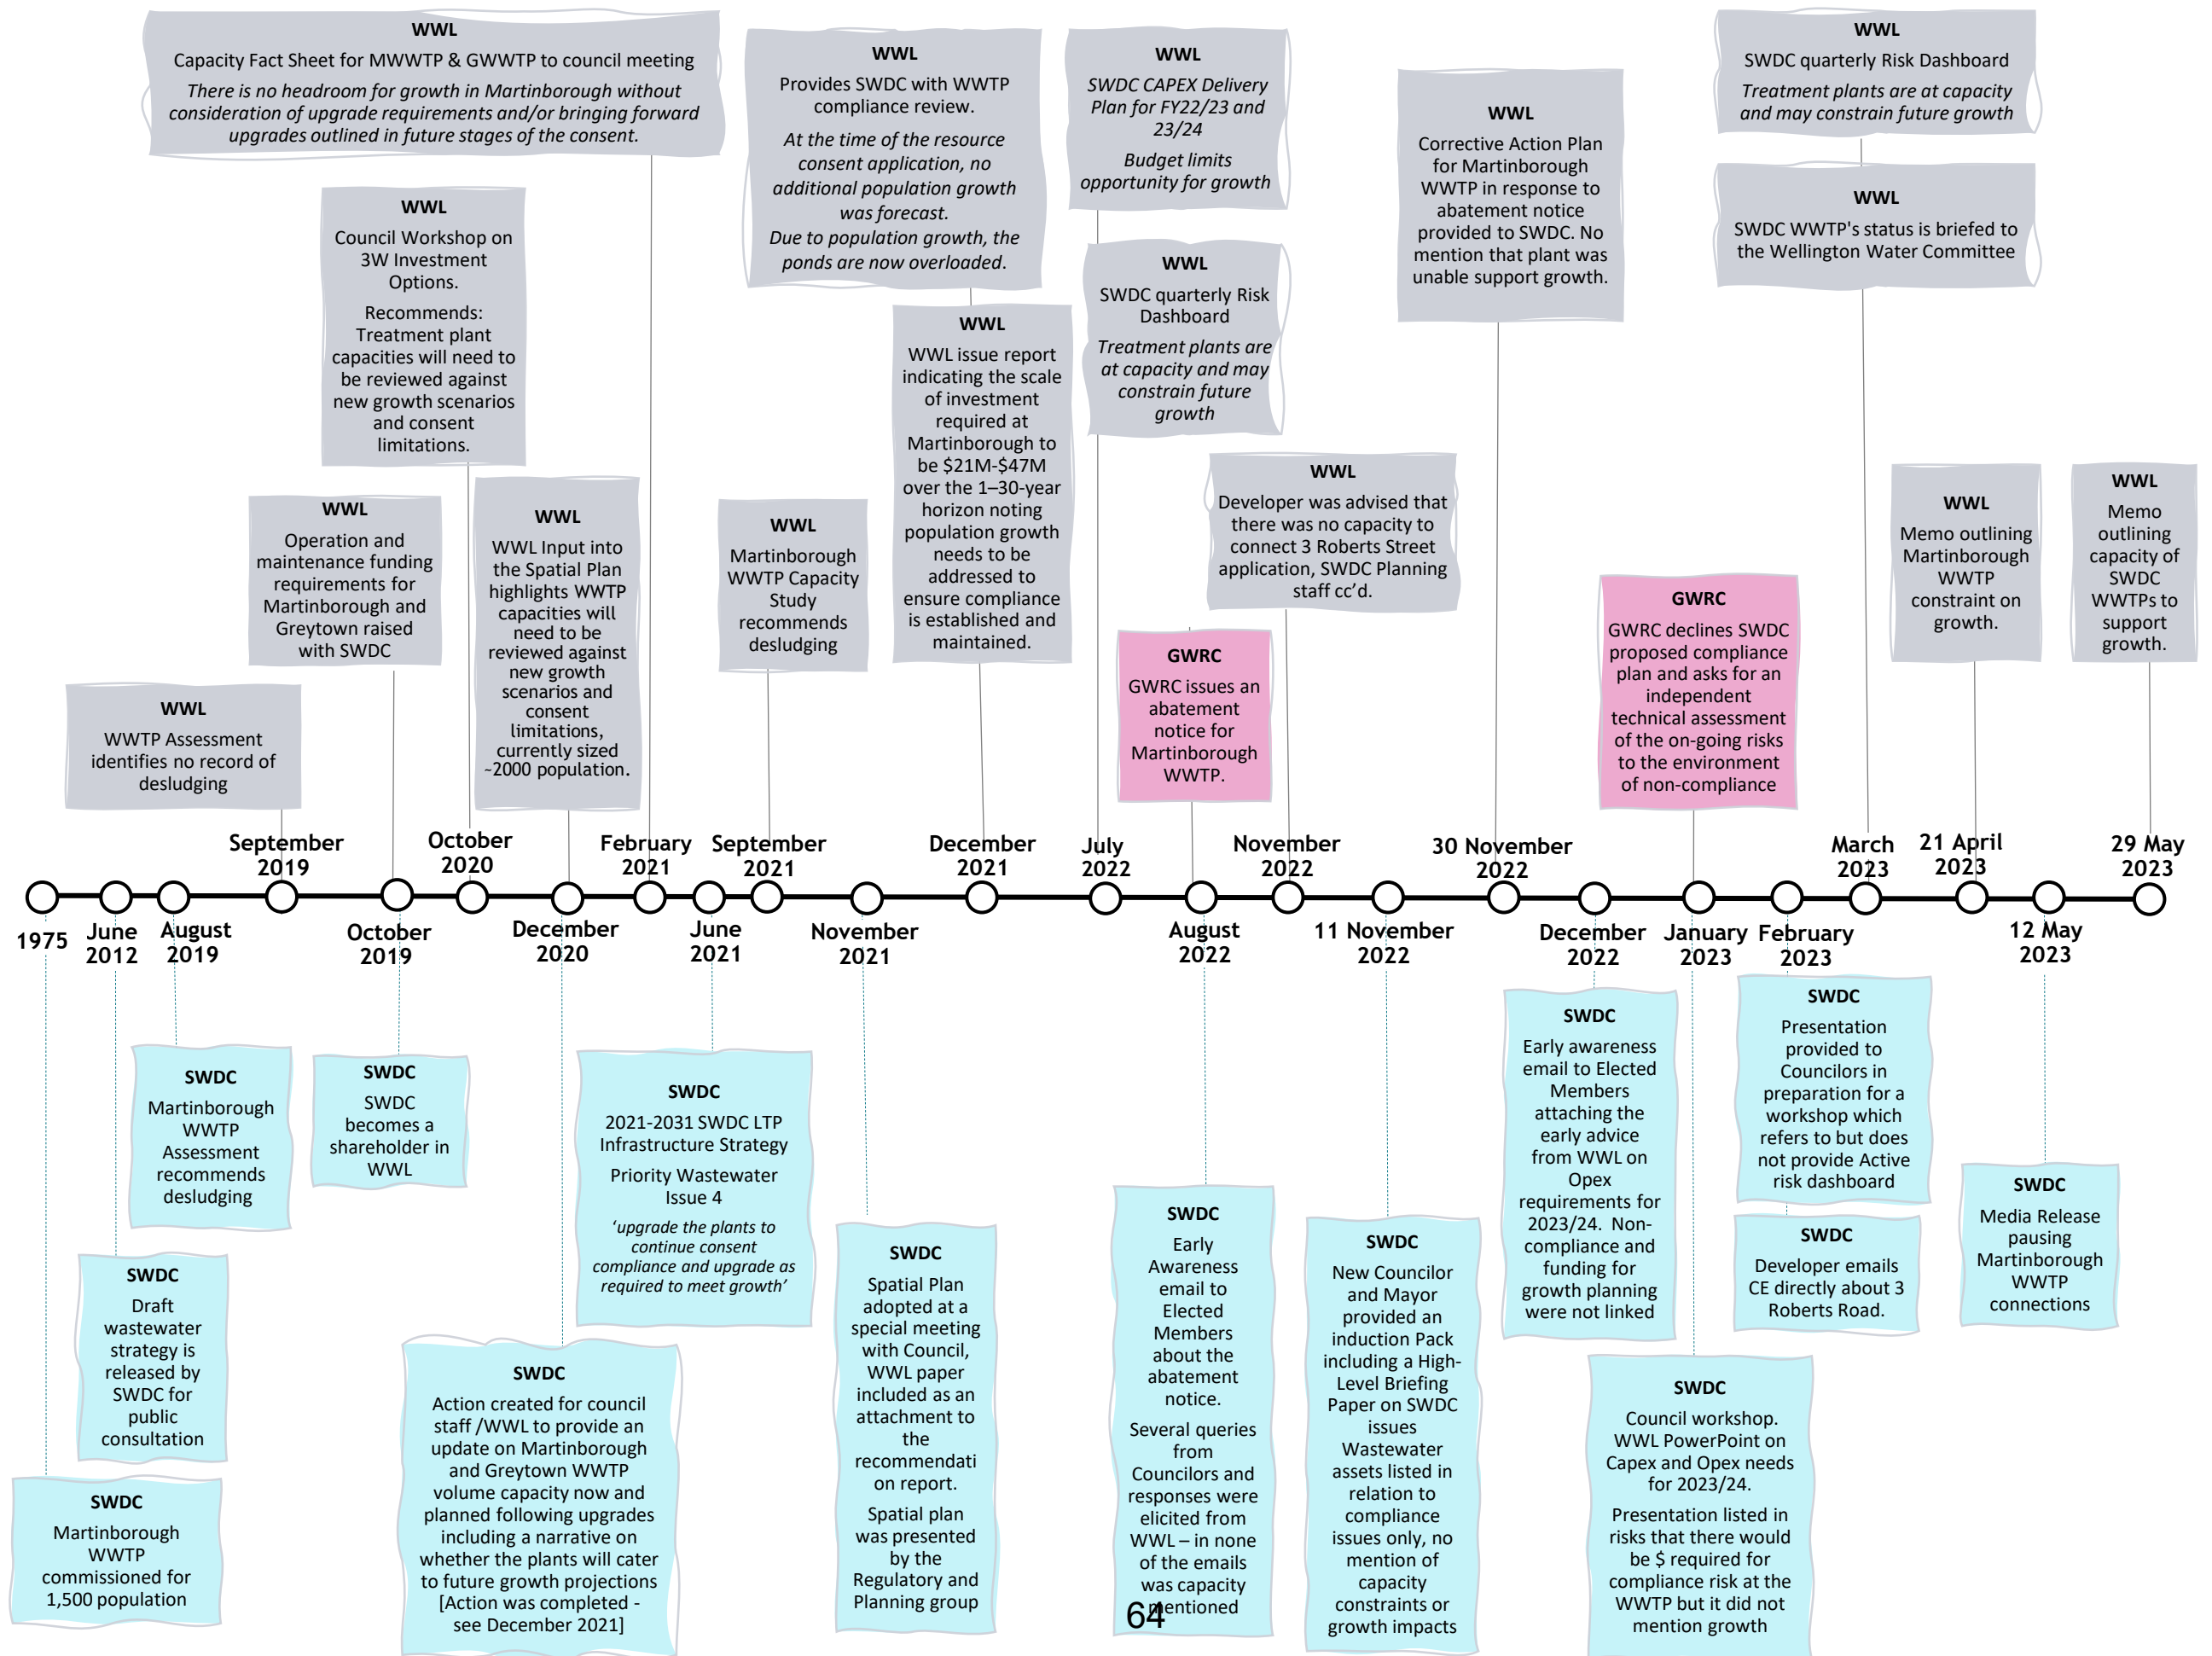 WWL
Capacity Fact Sheet for MWWTP & GWWTP to council meeting
There is no headroom for growth in Martinborough without
consideration of upgrade requirements and/or bringing forward
upgrades outlined in future stages of the consent.
WWL
Provides SWDC with WWTP
compliance review.
At the time of the resource
consent application, no
additional population growth
was forecast.
Due to population growth, the
ponds are now overloaded.
WWL
SWDC CAPEX Delivery
Plan for FY22/23 and
23/24
Budget limits
opportunity for growth
WWL
Corrective Action Plan
for Martinborough
WWTP in response to
abatement notice
provided to SWDC. No
mention that plant was
unable support growth.
WWL
SWDC quarterly Risk Dashboard
Treatment plants are at capacity
and may constrain future growth
WWL
SWDC WWTP's status is briefed to
the Wellington Water Committee
WWL
Council Workshop on
3W Investment
Options.
Recommends:
Treatment plant
capacities will need to
be reviewed against
new growth scenarios
and consent
limitations.
WWL
SWDC quarterly Risk
Dashboard
Treatment plants are
at capacity and may
constrain future
growth
WWL
WWL issue report
indicating the scale
of investment
required at
Martinborough to
be $21M-$47M
over the 1–30-year
horizon noting
population growth
needs to be
addressed to
ensure compliance
is established and
maintained.
WWL
Operation and
maintenance funding
requirements for
Martinborough and
Greytown raised
with SWDC
WWL
WWL Input into
the Spatial Plan
highlights WWTP
capacities will
need to be
reviewed against
new growth
scenarios and
consent
limitations,
currently sized
~2000 population.
WWL
Martinborough
WWTP Capacity
Study
recommends
desludging
WWL
Developer was advised that
there was no capacity to
connect 3 Roberts Street
application, SWDC Planning
staff cc'd.
WWL
Memo outlining
Martinborough
WWTP
constraint on
growth.
WWL
Memo
outlining
capacity of
SWDC
WWTPs to
support
growth.
GWRC
GWRC issues an
abatement
notice for
Martinborough
WWTP.
GWRC
GWRC declines SWDC
proposed compliance
plan and asks for an
independent
technical assessment
of the on-going risks
to the environment
of non-compliance
WWL
WWTP Assessment
identifies no record of
desludging
September
2019
October
2020
February
2021
September
2021
December
2021
July
2022
November
2022
30 November
2022
March
2023
21 April
2023
29 May
2023
1975
June
2012
August
2019
October
2019
December
2020
June
2021
November
2021
August
2022
11 November
2022
December
2022
January
2023
February
2023
12 May
2023
SWDC
Martinborough
WWTP
Assessment
recommends
desludging
SWDC
SWDC
becomes a
shareholder in
WWL
SWDC
2021-2031 SWDC LTP
Infrastructure Strategy
Priority Wastewater
Issue 4
‘upgrade the plants to
continue consent
compliance and upgrade as
required to meet growth’
SWDC
Draft
wastewater
strategy is
released by
SWDC for
public
consultation
SWDC
Martinborough
WWTP
commissioned for
1,500 population
SWDC
Action created for council
staff /WWL to provide an
update on Martinborough
and Greytown WWTP
volume capacity now and
planned following upgrades
including a narrative on
whether the plants will cater
to future growth projections
[Action was completed -
see December 2021]
SWDC
Spatial Plan
adopted at a
special meeting
with Council,
WWL paper
included as an
attachment to
the
recommendati
on report.
Spatial plan
was presented
by the
Regulatory and
Planning group
SWDC
Early
Awareness
email to
Elected
Members
about the
abatement
notice.
Several queries
from
Councilors and
responses were
elicited from
WWL – in none
of the emails
was capacity
mentioned
64
SWDC
New Councilor
and Mayor
provided an
induction Pack
including a High-
Level Briefing
Paper on SWDC
issues
Wastewater
assets listed in
relation to
compliance
issues only, no
mention of
capacity
constraints or
growth impacts
SWDC
Early awareness
email to Elected
Members
attaching the
early advice
from WWL on
Opex
requirements for
2023/24. Non-
compliance and
funding for
growth planning
were not linked
SWDC
Council workshop.
WWL PowerPoint on
Capex and Opex needs
for 2023/24.
Presentation listed in
risks that there would
be $ required for
compliance risk at the
WWTP but it did not
mention growth
SWDC
Presentation
provided to
Councilors in
preparation for a
workshop which
refers to but does
not provide Active
risk dashboard
SWDC
Developer emails
CE directly about 3
Roberts Road.
SWDC
Media Release
pausing
Martinborough
WWTP
connections